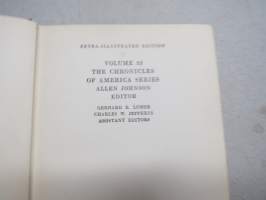 EXTRA-ILLUSTRATED EDITION
VOLUME 33
THE CHRONICLES
OF AMERICA SERIES
ALLEN JOHNSON
EDITOR
GERHARD R. LOMER
CHARLES W. JEFFERYS
ASSISTANT EDITORS